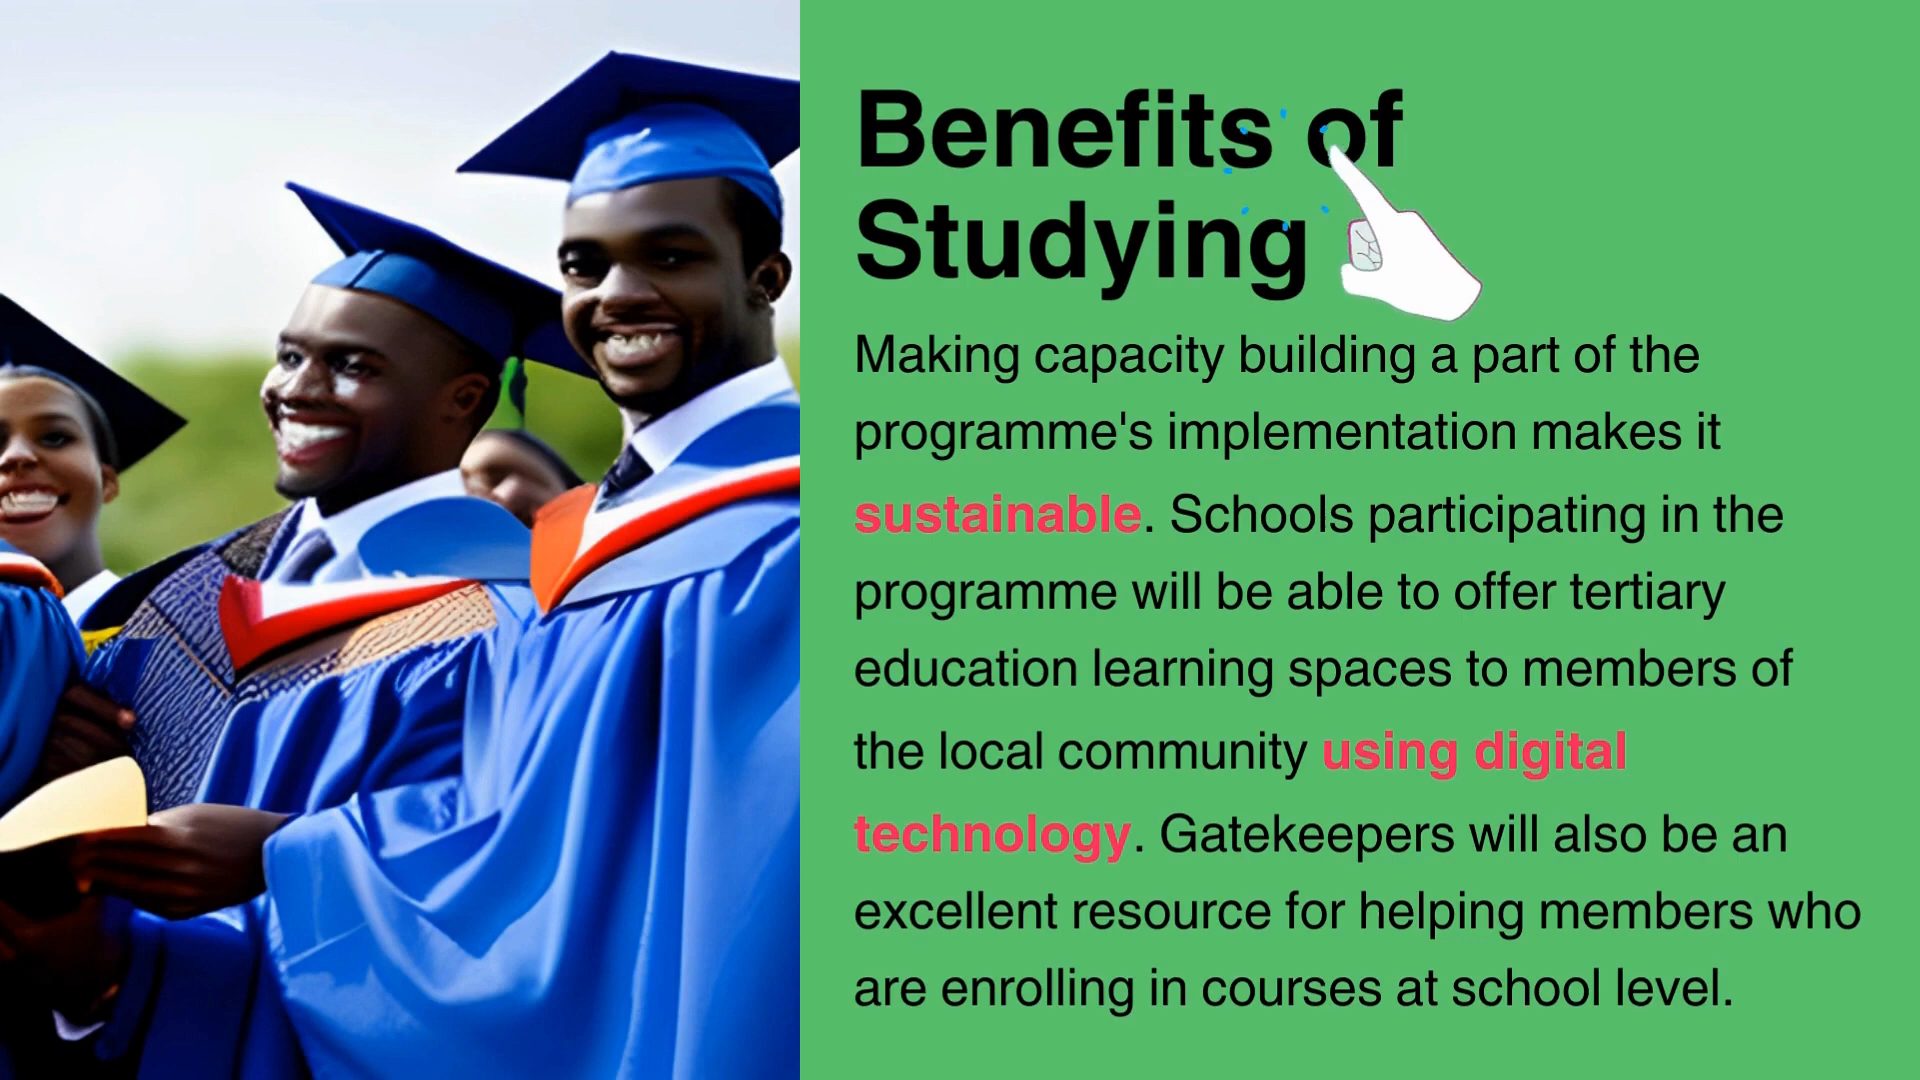 Benefits of
Studying
Making capacity building a part of the
programme's implementation makes it
sustainable. Schools participating in the
programme will be able to offer tertiary
education learning spaces to members of
the local community using digital
technology. Gatekeepers will also be an
excellent resource for helping members who
are enrolling in courses at school level.